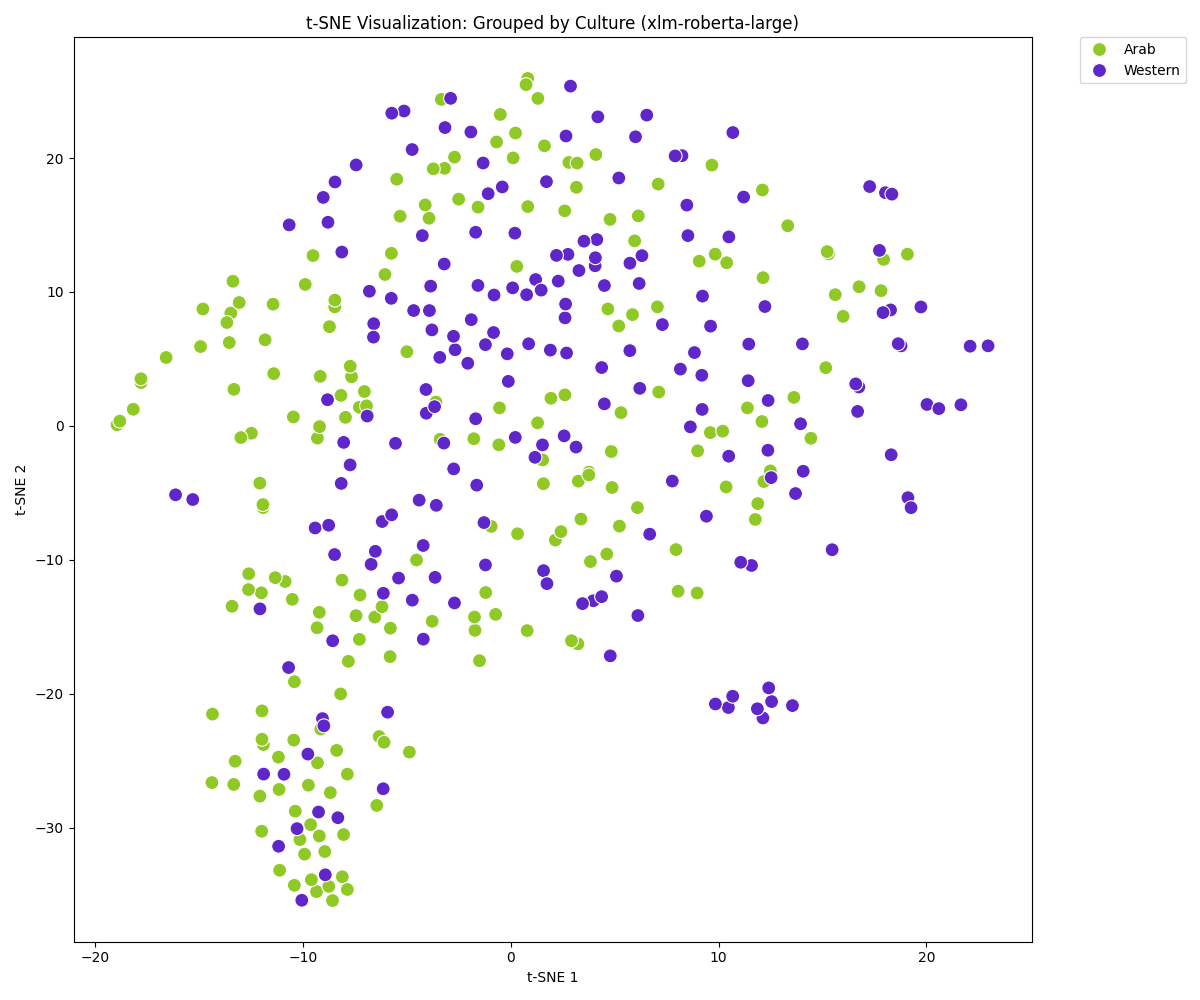 t-SNE Visualization: Grouped by Culture (xlm-roberta-large)
Arab
Western
t-SNE 2
20
10
0
−10
−20
−30
−20
−10
0
10
20
t-SNE 1